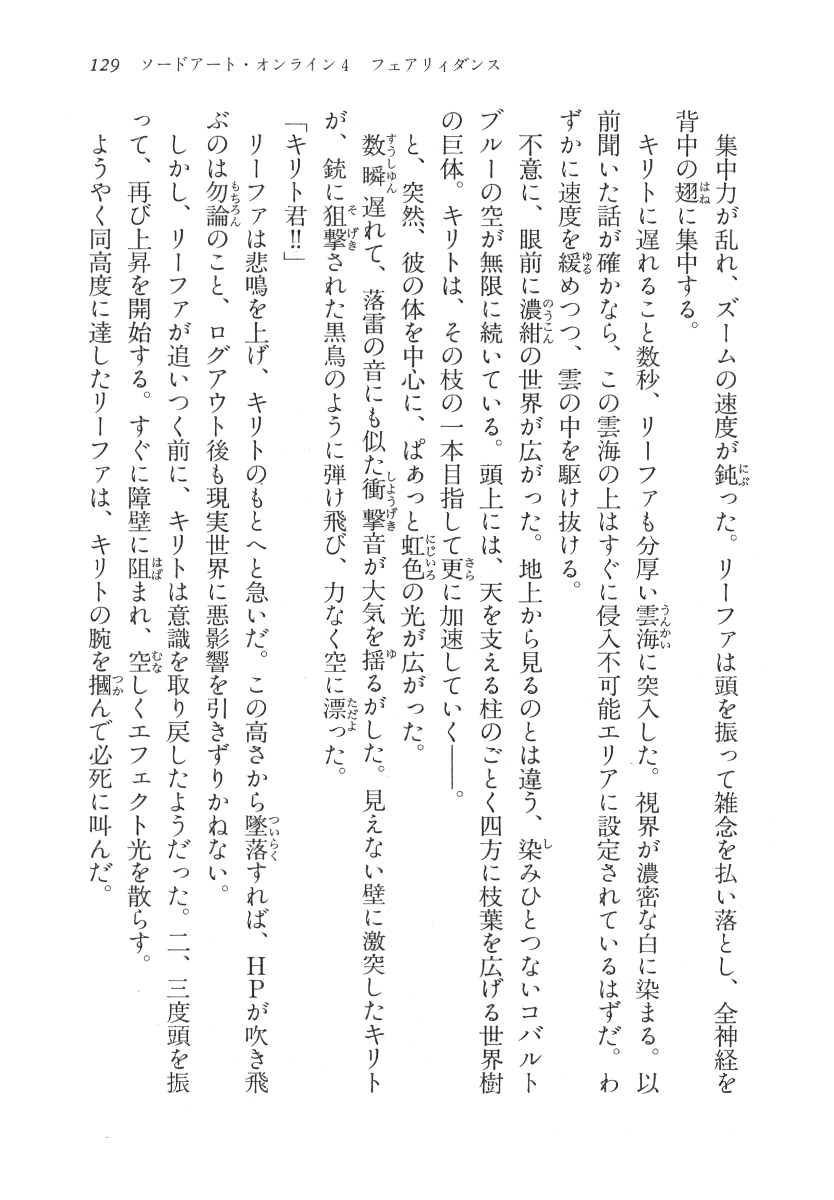 129　ソードアート・オンライン4　フェアリィダンス
　集中力が乱れ、ズームの速度が鈍った。リーファは頭を振って雑念を払い落とし、全神経を
背中の翅に集中する。
　キリトに遅れること数秒、リーファも分厚い雲海に突入した。視界が濃密な白に染まる。以
前聞いた話が確かなら、この雲海の上はすぐに侵入不可能エリアに設定されているはずだ。わ
ずかに速度を緩めつつ、雲の中を駆け抜ける。
　不意に、眼前に濃紺の世界が広がった。地上から見るのとは違う、染みひとつないコバルト
ブルーの空が無限に続いている。頭上には、天を支える柱のごとく四方に枝葉を広げる世界樹
の巨体。キリトは、その枝の一本目指して更に加速していく――。
　と、突然、彼の体を中心に、ぱあっと虹色の光が広がった。
　数瞬遅れて、落雷の音にも似た衝撃音が大気を揺るがした。見えない壁に激突したキリト
が、銃に狙撃された黒鳥のように弾け飛び、力なく空に漂った。
「キリト君!!」
　リーファは悲鳴を上げ、キリトのもとへと急いだ。この高さから墜落すれば、HPが吹き飛
ぶのは勿論のこと、ログアウト後も現実世界に悪影響を引きずりかねない。
　しかし、リーファが追いつく前に、キリトは意識を取り戻したようだった。二、三度頭を振
って、再び上昇を開始する。すぐに障壁に阻まれ、空しくエフェクト光を散らす。
　ようやく同高度に達したリーファは、キリトの腕を摑んで必死に叫んだ。